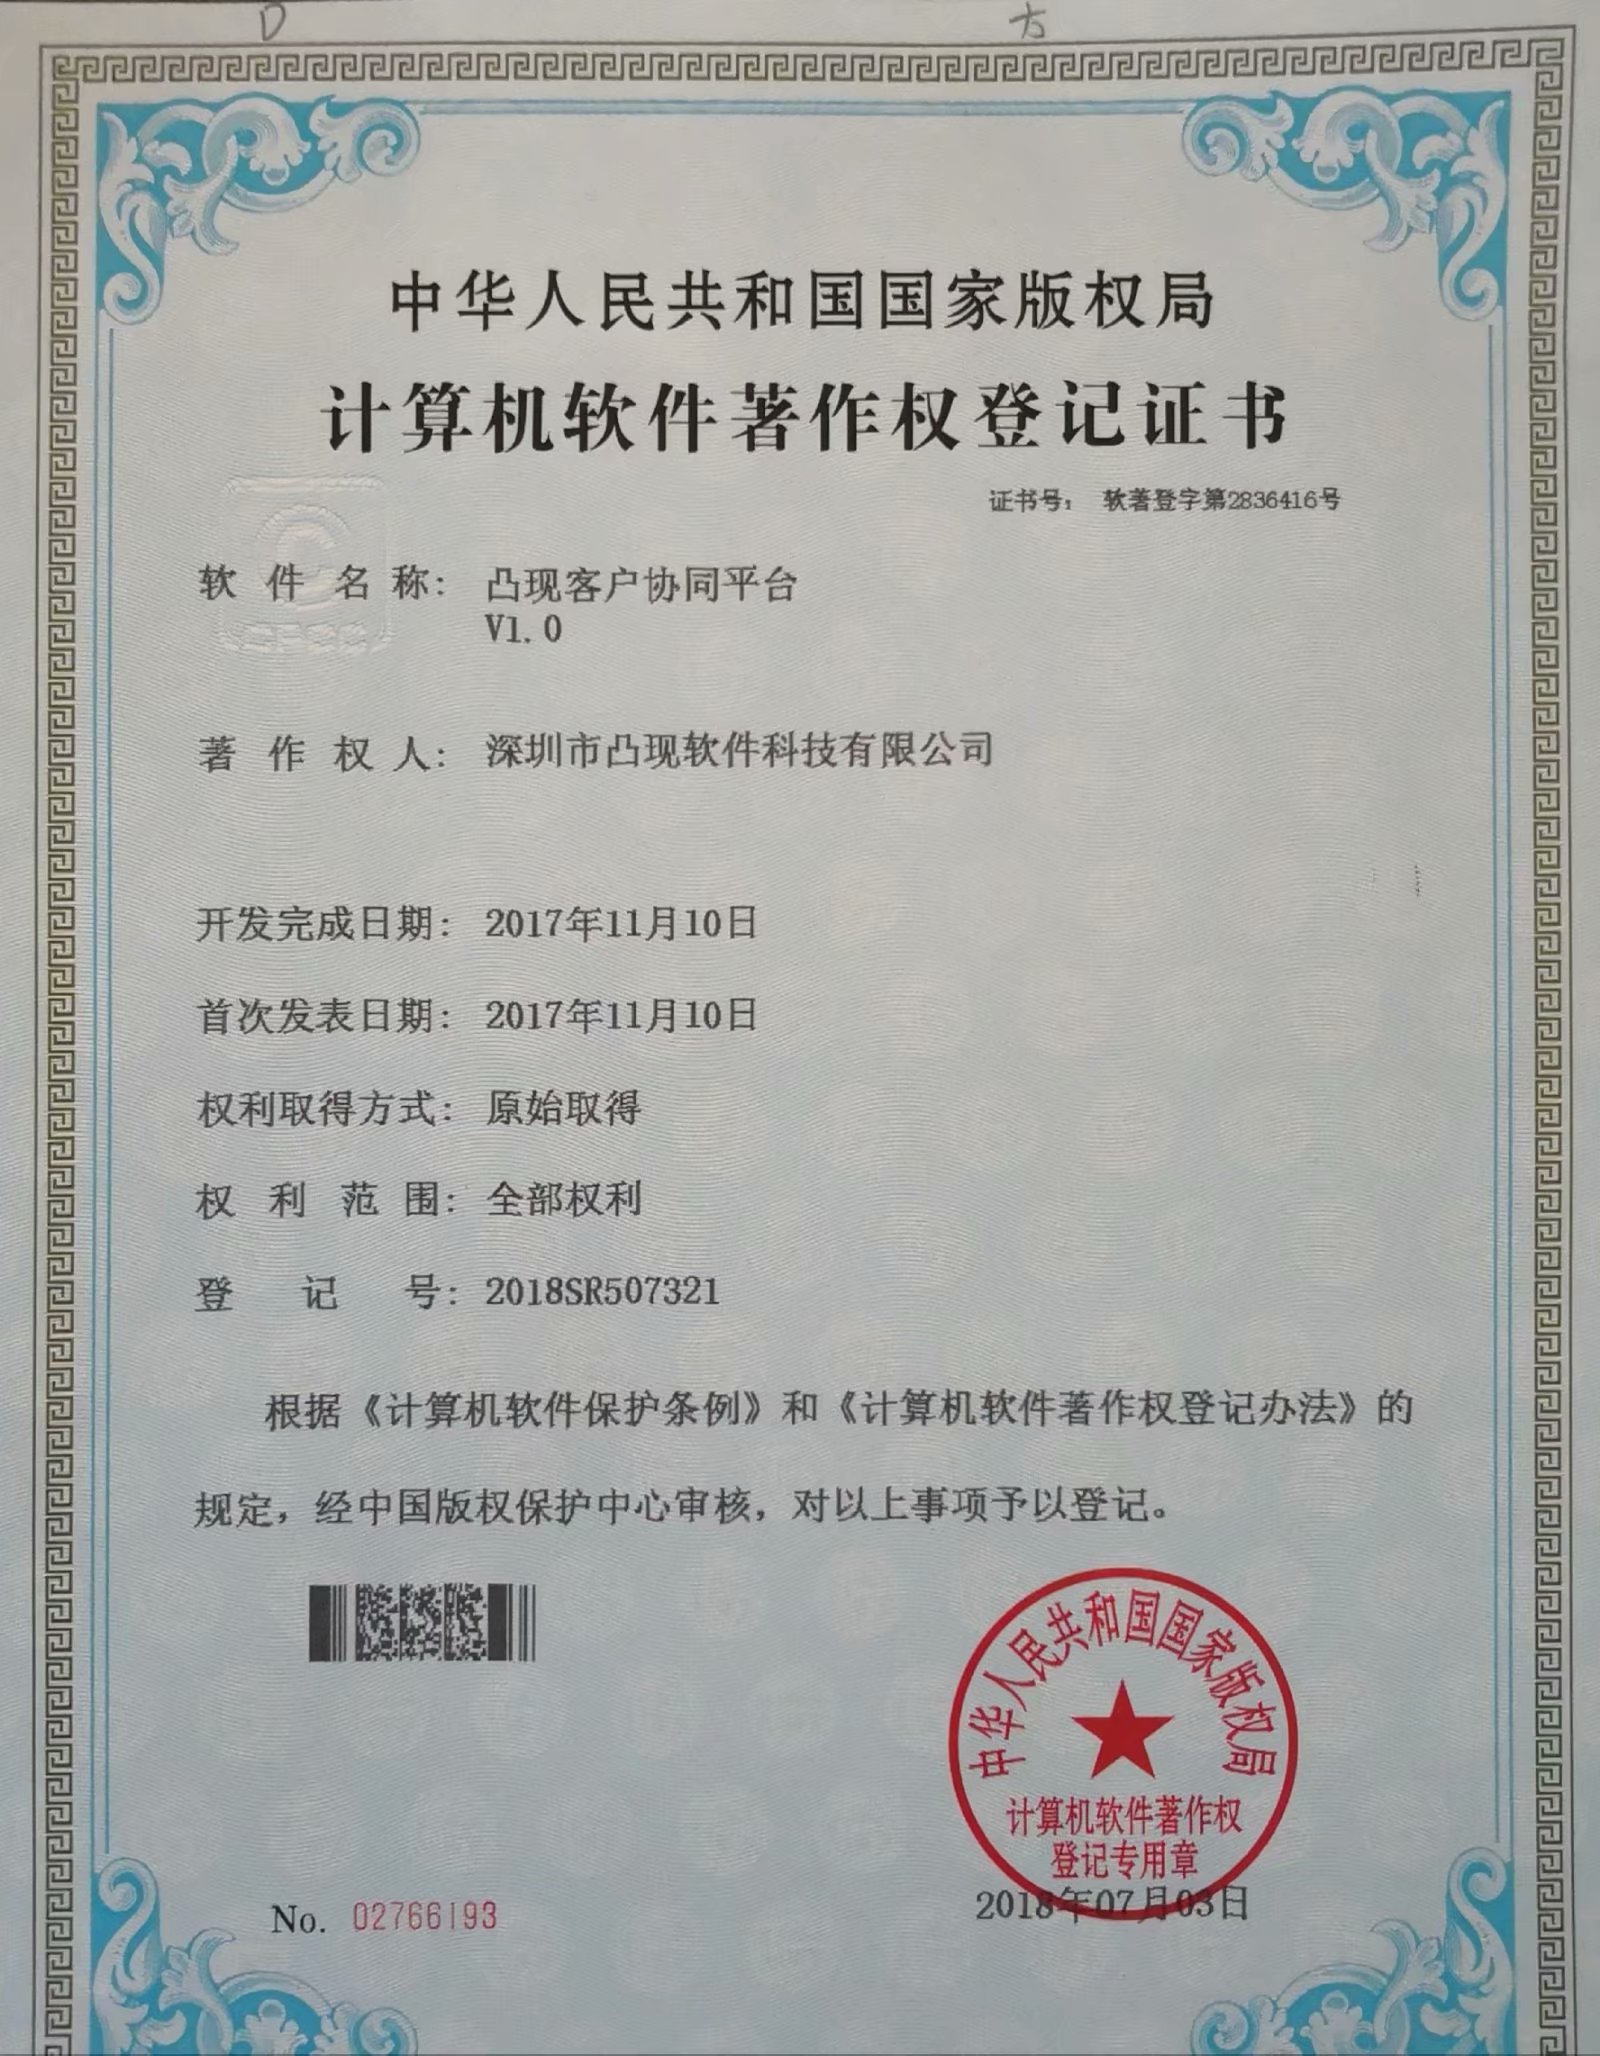 D 方
中华人民共和国国家版权局
计算机软件著作权登记证书
证书号： 软著登字第2836416号
软件名称： 凸现客户协同平台
V1.0
著作权人： 深圳市凸现软件科技有限公司
开发完成日期： 2017年11月10日
首次发表日期： 2017年11月10日
权利取得方式： 原始取得
权利范围： 全部权利
登记号： 2018SR507321
根据《计算机软件保护条例》和《计算机软件著作权登记办法》的
规定，经中国版权保护中心审核，对以上事项予以登记。
中华人民共和国国家版权局
计算机软件著作权
登记专用章
No. 02766193
2018年07月03日